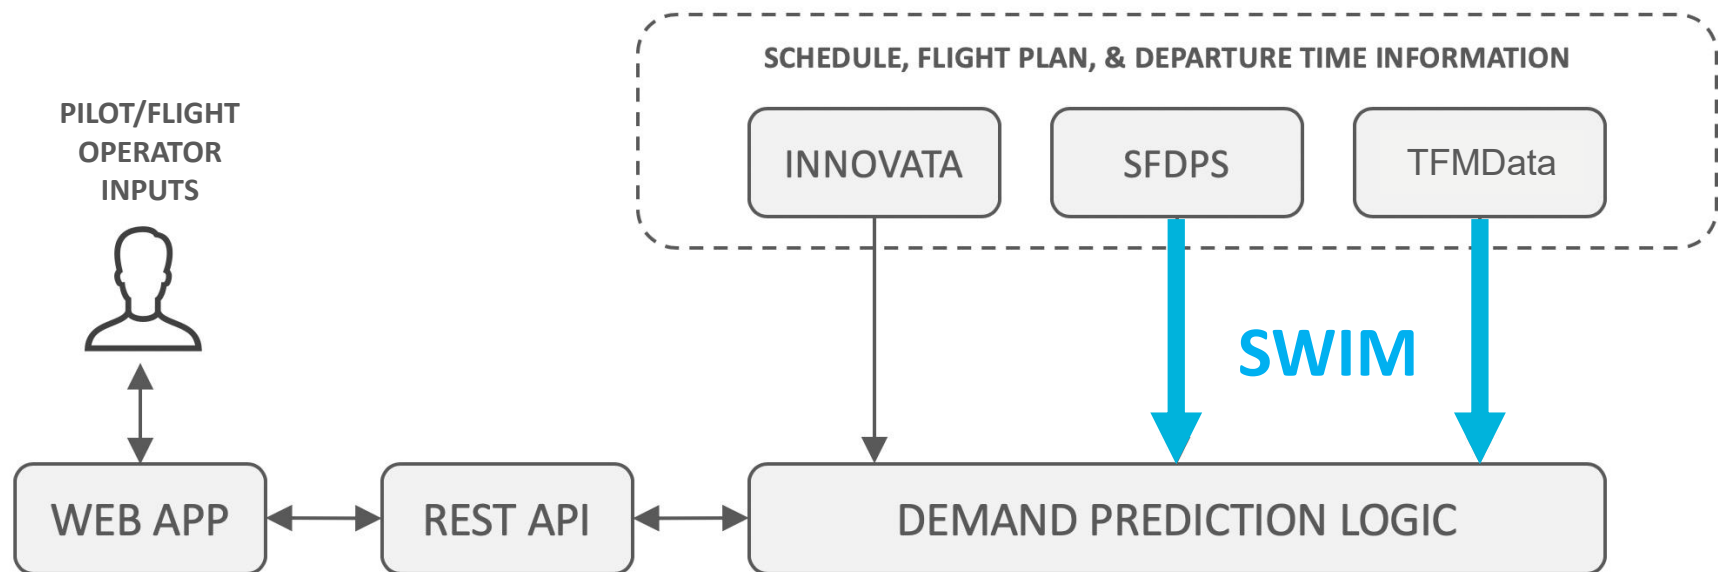 SCHEDULE, FLIGHT PLAN, & DEPARTURE TIME INFORMATION
PILOT/FLIGHT
OPERATOR
INPUTS
INNOVATA
SFDPS
TFMData
SWIM
WEB APP
REST API
DEMAND PREDICTION LOGIC